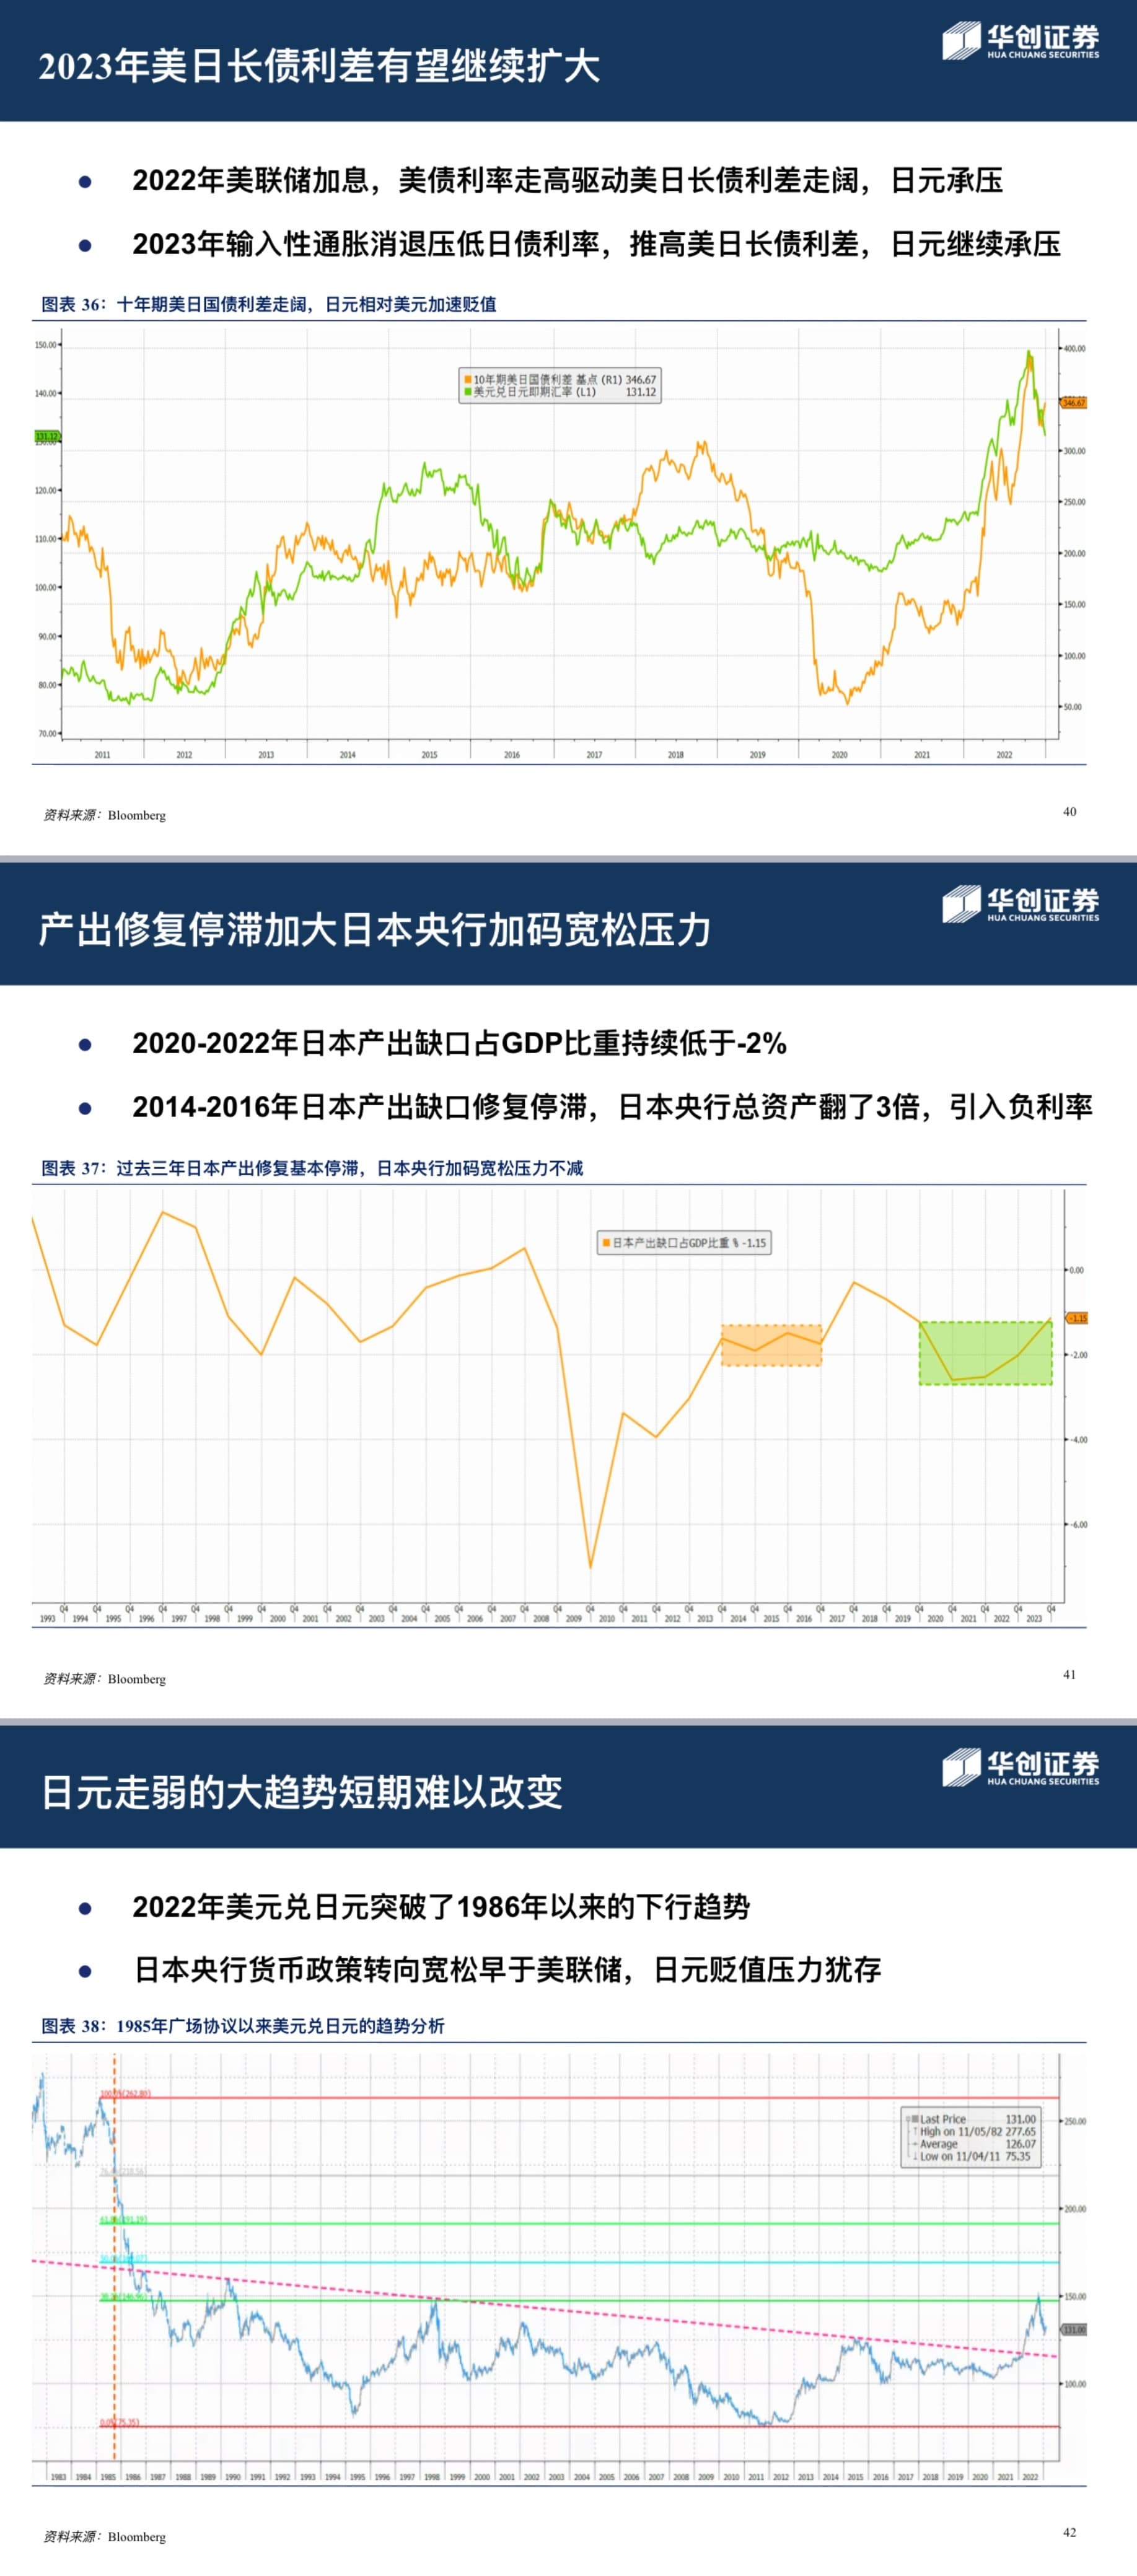 2023年美日长债利差有望继续扩大
华创证券
HUA CHUANG SECURITIES
2022年美联储加息，美债利率走高驱动美日长债利差走阔，日元承压
2023年输入性通胀消退压低日债利率，推高美日长债利差，日元继续承压
图表 36：十年期美日国债利差走阔，日元相对美元加速贬值
10年期美日国债利差 基点 (R1) 346.67
美元兑日元即期汇率 (L1) 131.12
150.00
140.00
131.12
120.00
110.00
100.00
90.00
80.00
70.00
400.00
346.67
300.00
250.00
200.00
150.00
100.00
50.00
2011 2012 2013 2014 2015 2016 2017 2018 2019 2020 2021 2022
资料来源：Bloomberg
40
产出修复停滞加大日本央行加码宽松压力
华创证券
HUA CHUANG SECURITIES
2020-2022年日本产出缺口占GDP比重持续低于-2%
2014-2016年日本产出缺口修复停滞，日本央行总资产翻了3倍，引入负利率
图表 37：过去三年日本产出修复基本停滞，日本央行加码宽松压力不减
日本产出缺口占GDP比重 % -1.15
0.00
-1.15
-2.00
-4.00
-6.00
Q4 Q4 Q4 Q4 Q4 Q4 Q4 Q4 Q4 Q4 Q4 Q4 Q4 Q4 Q4 Q4 Q4 Q4 Q4 Q4 Q4 Q4 Q4 Q4 Q4 Q4 Q4 Q4 Q4 Q4 Q4
1993 1994 1995 1996 1997 1998 1999 2000 2001 2002 2003 2004 2005 2006 2007 2008 2009 2010 2011 2012 2013 2014 2015 2016 2017 2018 2019 2020 2021 2022 2023
资料来源：Bloomberg
41
日元走弱的大趋势短期难以改变
华创证券
HUA CHUANG SECURITIES
2022年美元兑日元突破了1986年以来的下行趋势
日本央行货币政策转向宽松早于美联储，日元贬值压力犹存
图表 38：1985年广场协议以来美元兑日元的趋势分析
Last Price 131.00
High on 11/05/82 277.65
Average 126.07
Low on 11/04/11 75.35
250.00
200.00
150.00
131.00
100.00
1983 1984 1985 1986 1987 1988 1989 1990 1991 1992 1993 1994 1995 1996 1997 1998 1999 2000 2001 2002 2003 2004 2005 2006 2007 2008 2009 2010 2011 2012 2013 2014 2015 2016 2017 2018 2019 2020 2021 2022
资料来源：Bloomberg
42